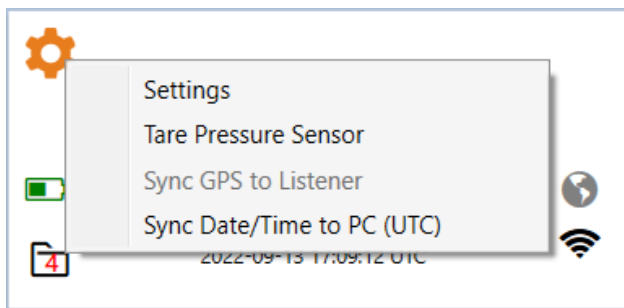 Settings
Tare Pressure Sensor
Sync GPS to Listener
Sync Date/Time to PC (UTC)
4
2022-09-13 17:09:12 UTC